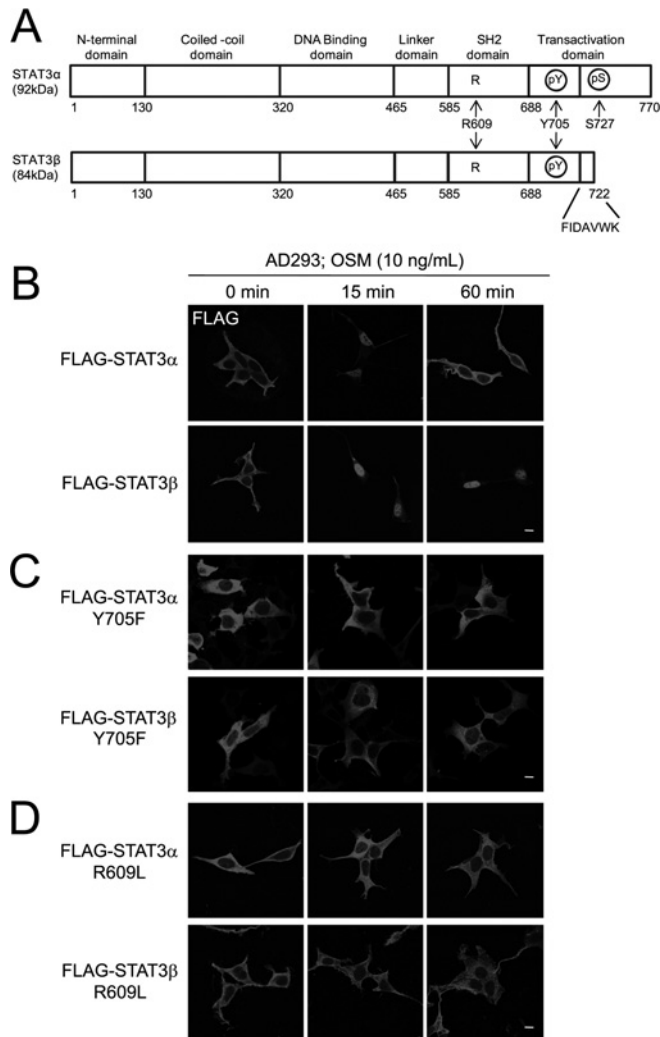 A
N-terminal domain
Coiled -coil domain
DNA Binding domain
Linker domain
SH2 domain
Transactivation domain
STAT3α (92kDa)
R
pY
pS
1 130 320 465 585 688 770
R609 Y705 S727
STAT3β (84kDa)
R
pY
1 130 320 465 585 688 722
FIDAVWK
AD293; OSM (10 ng/mL)
B
0 min 15 min 60 min
FLAG
FLAG-STAT3α
FLAG-STAT3β
C
FLAG-STAT3α
Y705F
FLAG-STAT3β
Y705F
D
FLAG-STAT3α
R609L
FLAG-STAT3β
R609L